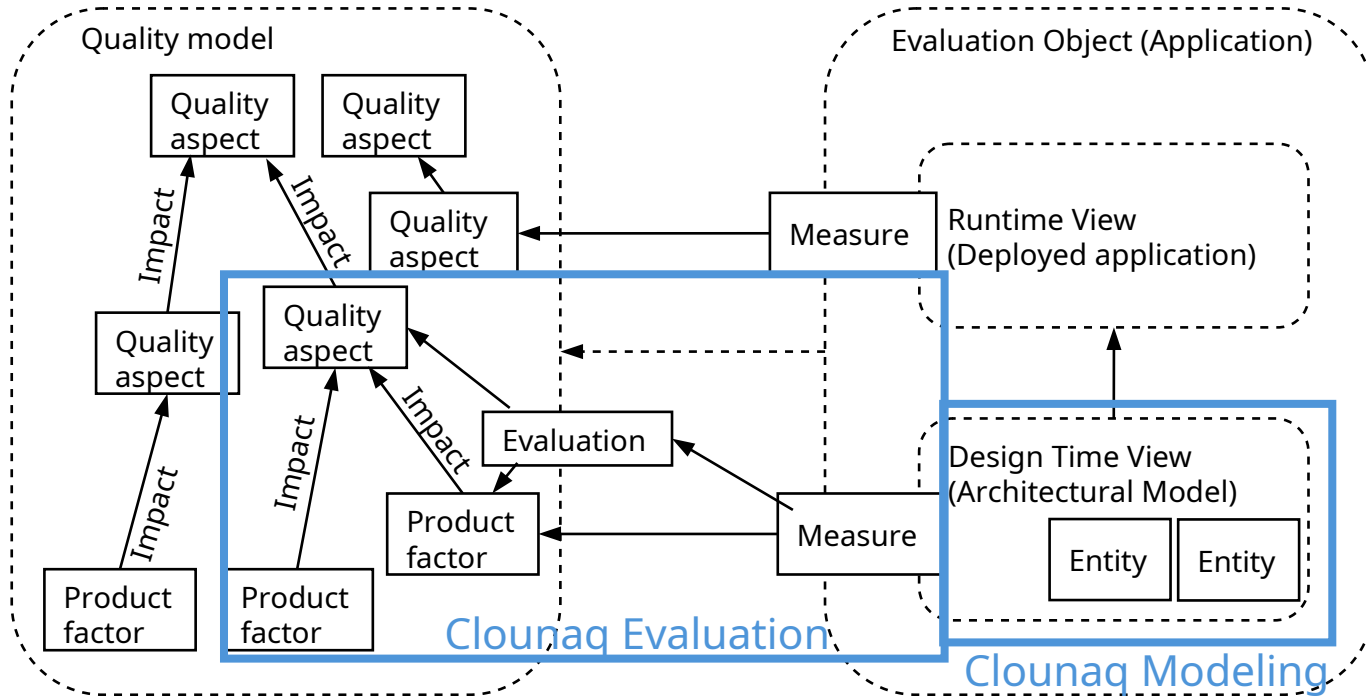 Quality model
Evaluation Object (Application)
Quality
aspect
Quality
aspect
Impact
Impact
Quality
aspect
Measure
Runtime View
(Deployed application)
Quality
aspect
Quality
aspect
Impact
Impact
Impact
Evaluation
Design Time View
(Architectural Model)
Product
factor
Measure
Entity
Entity
Product
factor
Product
factor
Clounaq Evaluation
Clounaq Modeling